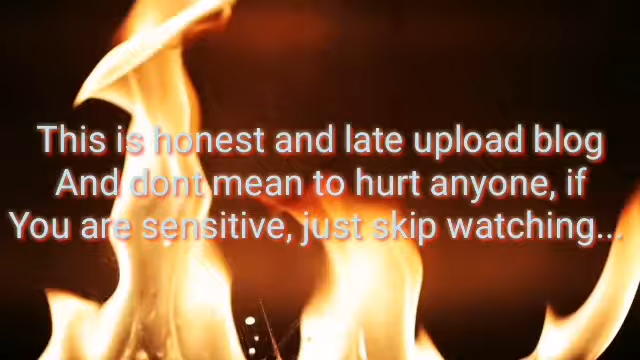 This is honest and late upload blog
And dont mean to hurt anyone, if
You are sensitive, just skip watching...